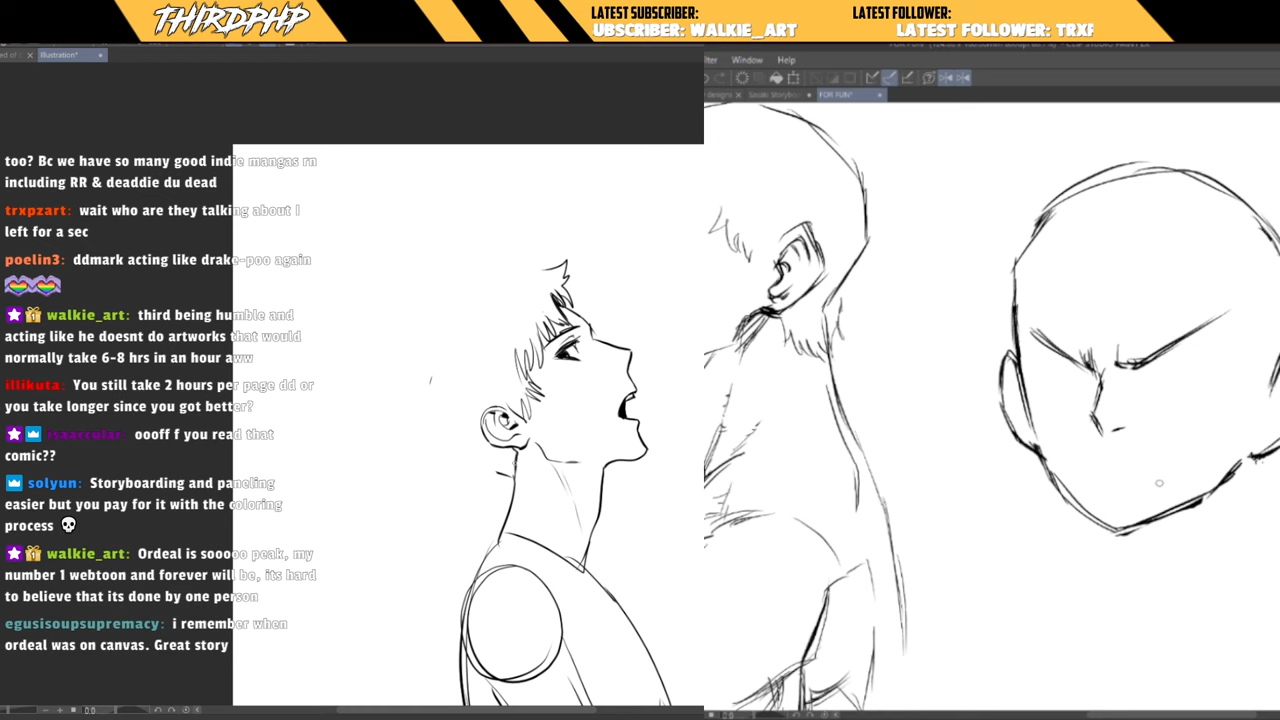 THIRDPHP
LATEST SUBSCRIBER:
UBSCRIBER: WALKIE_ART
LATEST FOLLOWER:
LATEST FOLLOWER: TRXF
Illustration*
Window Help
FOR FUN*
too? Bc we have so many good indie mangas rn
including RR & deaddie du dead
trxpzart: wait who are they talking about I
left for a sec
poelin3: ddmark acting like drake-poo again
walkie_art: third being humble and
acting like he doesnt do artworks that would
normally take 6-8 hrs in an hour aww
illikuta: You still take 2 hours per page dd or
you take longer since you got better?
isaaccular: oooff f you read that
comic??
solyun: Storyboarding and paneling
easier but you pay for it with the coloring
process
walkie_art: Ordeal is sooooo peak, my
number 1 webtoon and forever will be, its hard
to believe that its done by one person
egusisoupsupremacy: i remember when
ordeal was on canvas. Great story